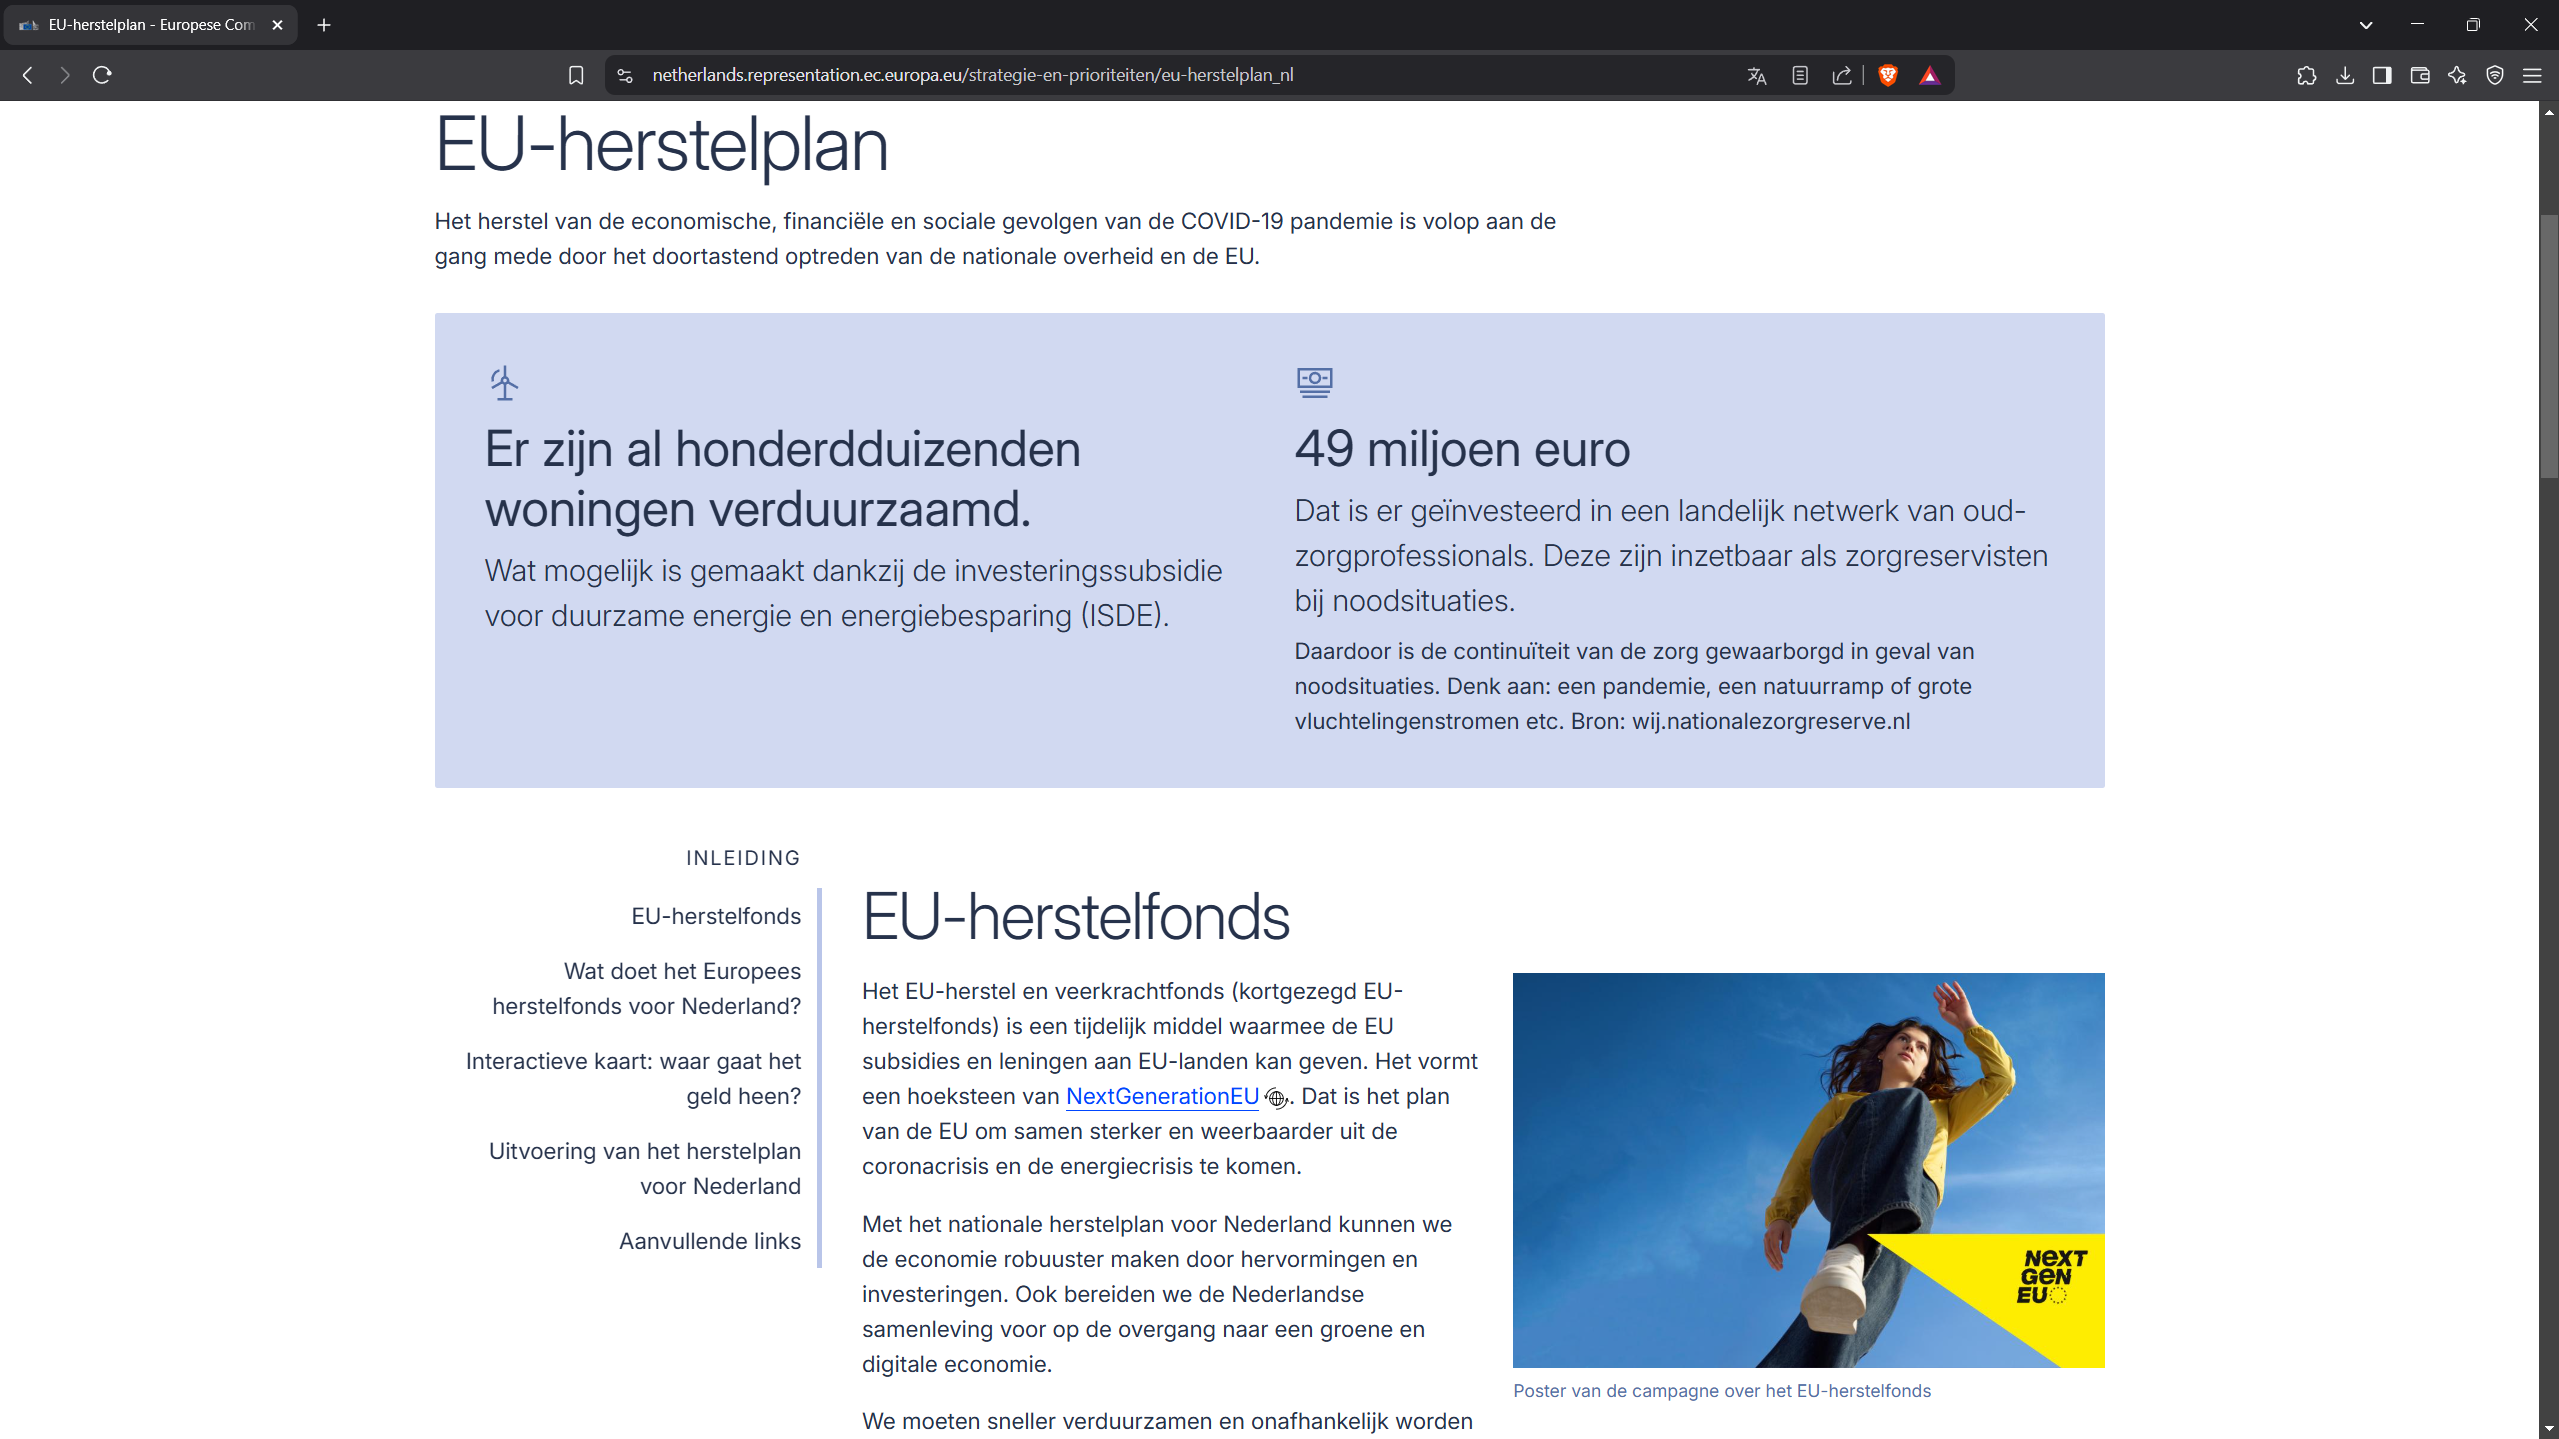 EU-herstelplan - Europese Com
netherlands.representation.ec.europa.eu/strategie-en-prioriteiten/eu-herstelplan_nl
EU-herstelplan
Het herstel van de economische, financiële en sociale gevolgen van de COVID-19 pandemie is volop aan de
gang mede door het doortastend optreden van de nationale overheid en de EU.
Er zijn al honderdduizenden
woningen verduurzaamd.
Wat mogelijk is gemaakt dankzij de investeringssubsidie
voor duurzame energie en energiebesparing (ISDE).
49 miljoen euro
Dat is er geïnvesteerd in een landelijk netwerk van oud-
zorgprofessionals. Deze zijn inzetbaar als zorgreservisten
bij noodsituaties.
Daardoor is de continuïteit van de zorg gewaarborgd in geval van
noodsituaties. Denk aan: een pandemie, een natuurramp of grote
vluchtelingenstromen etc. Bron: wij.nationalezorgreserve.nl
INLEIDING
EU-herstelfonds
Wat doet het Europees
herstelfonds voor Nederland?
Interactieve kaart: waar gaat het
geld heen?
Uitvoering van het herstelplan
voor Nederland
Aanvullende links
EU-herstelfonds
Het EU-herstel en veerkrachtfonds (kortgezegd EU-
herstelfonds) is een tijdelijk middel waarmee de EU
subsidies en leningen aan EU-landen kan geven. Het vormt
een hoeksteen van NextGenerationEU. Dat is het plan
van de EU om samen sterker en weerbaarder uit de
coronacrisis en de energiecrisis te komen.
Met het nationale herstelplan voor Nederland kunnen we
de economie robuuster maken door hervormingen en
investeringen. Ook bereiden we de Nederlandse
samenleving voor op de overgang naar een groene en
digitale economie.
We moeten sneller verduurzamen en onafhankelijk worden
NEXT
GEN
EU
Poster van de campagne over het EU-herstelfonds